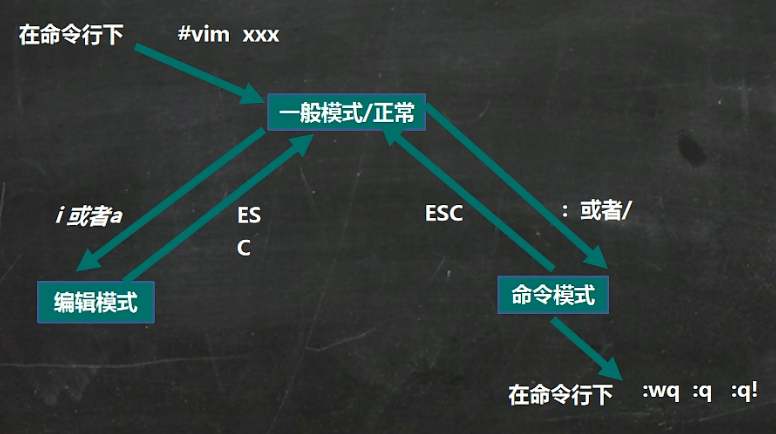 在命令行下 #vim xxx
一般模式/正常
i 或者a
ES
C
ESC
: 或者/
编辑模式
命令模式
在命令行下 :wq :q :q!